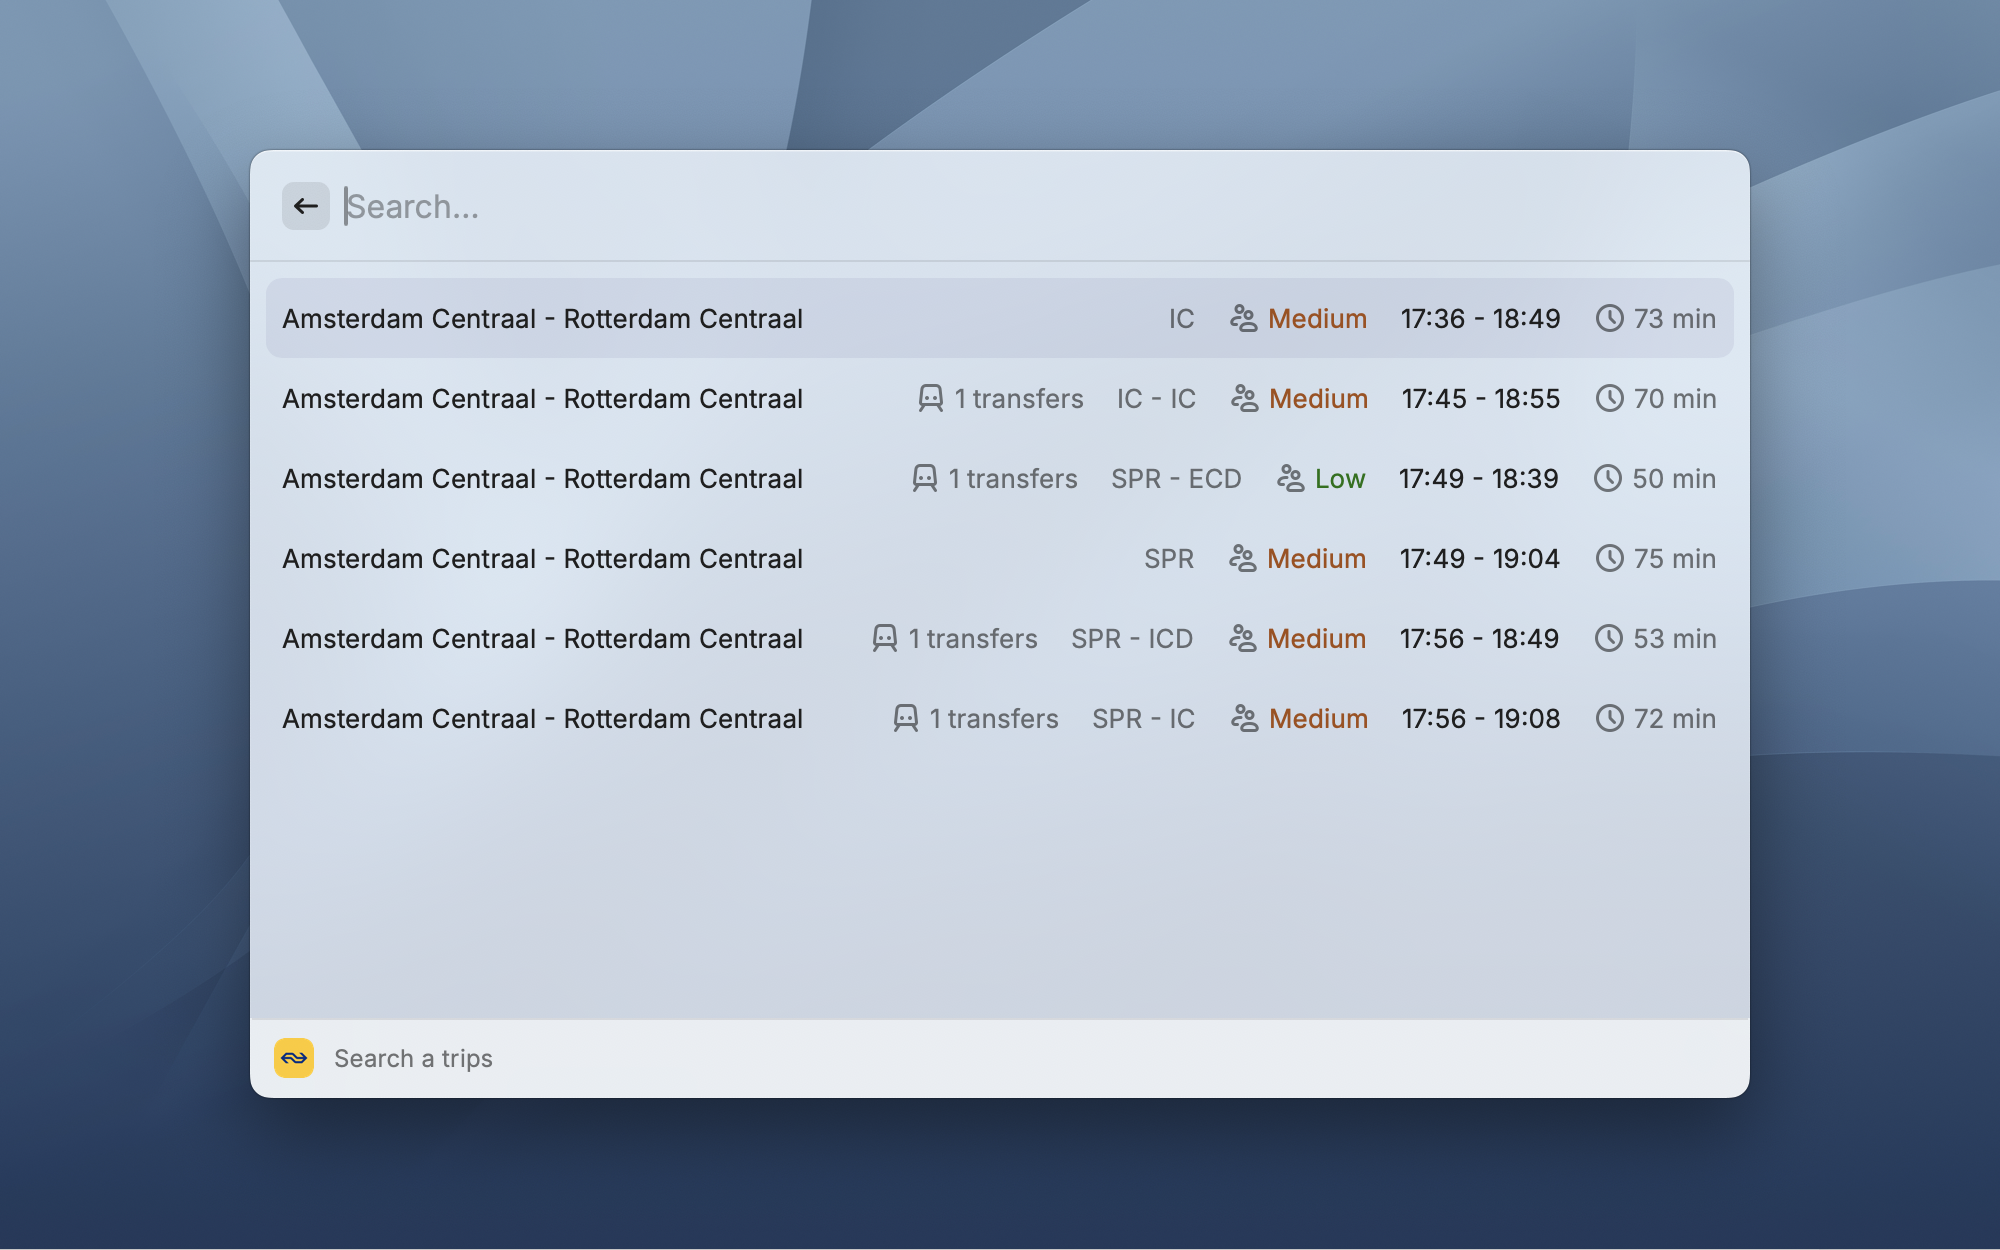 Search...
Amsterdam Centraal - Rotterdam Centraal IC Medium 17:36 - 18:49 73 min
Amsterdam Centraal - Rotterdam Centraal 1 transfers IC - IC Medium 17:45 - 18:55 70 min
Amsterdam Centraal - Rotterdam Centraal 1 transfers SPR - ECD Low 17:49 - 18:39 50 min
Amsterdam Centraal - Rotterdam Centraal SPR Medium 17:49 - 19:04 75 min
Amsterdam Centraal - Rotterdam Centraal 1 transfers SPR - ICD Medium 17:56 - 18:49 53 min
Amsterdam Centraal - Rotterdam Centraal 1 transfers SPR - IC Medium 17:56 - 19:08 72 min
Search a trips